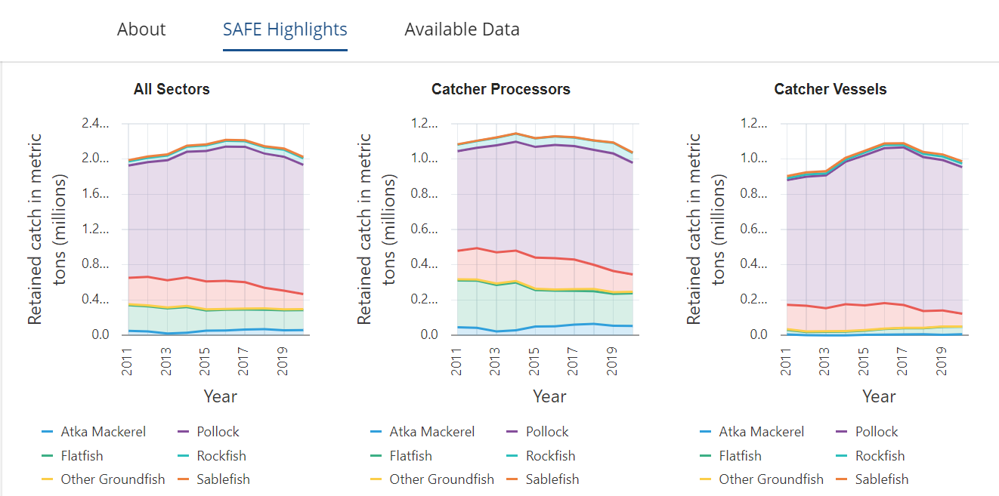 About SAFE Highlights Available Data
All Sectors
Retained catch in metric
tons (millions)
2.4...
2.0...
1.6...
1.2...
0.8...
0.4...
0.0
2011 2013 2015 2017 2019
Year
Atka Mackerel Pollock
Flatfish Rockfish
Other Groundfish Sablefish
Catcher Processors
Retained catch in metric
tons (millions)
1.2...
1.0...
0.8...
0.6...
0.4...
0.2...
0.0
2011 2013 2015 2017 2019
Year
Atka Mackerel Pollock
Flatfish Rockfish
Other Groundfish Sablefish
Catcher Vessels
Retained catch in metric
tons (millions)
1.2...
1.0...
0.8...
0.6...
0.4...
0.2...
0.0
2011 2013 2015 2017 2019
Year
Atka Mackerel Pollock
Flatfish Rockfish
Other Groundfish Sablefish